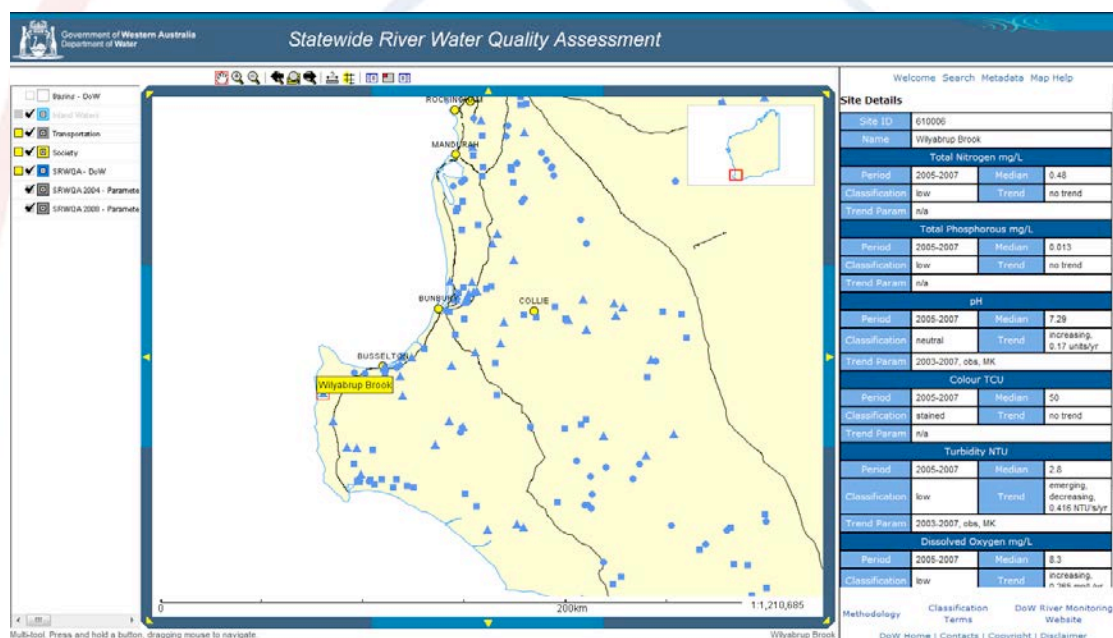 Government of Western Australia
Department of Water
Statewide River Water Quality Assessment
Welcome Search Metadata Map Help
Basins - DoW
Inland Waters
Transportation
Society
SRWQA - DoW
SRWQA 2004 - Paramete
SRWQA 2008 - Paramete
ROCKINGHAM
MANDURAH
BUNBURY
COLLIE
BUSSELTON
Wilyabrup Brook
0
200km
1:1,210,685
Site Details
Site ID 610006
Name Wilyabrup Brook
Total Nitrogen mg/L
Period 2005-2007 Median 0.48
Classification low Trend no trend
Trend Param n/a
Total Phosphorous mg/L
Period 2005-2007 Median 0.013
Classification low Trend no trend
Trend Param n/a
pH
Period 2005-2007 Median 7.29
Classification neutral Trend increasing, 0.17 units/yr
Trend Param 2003-2007, obs, MK
Colour TCU
Period 2005-2007 Median 50
Classification stained Trend no trend
Trend Param n/a
Turbidity NTU
Period 2005-2007 Median 2.8
Classification low Trend emerging, decreasing, 0.416 NTU's/yr
Trend Param 2003-2007, obs, MK
Dissolved Oxygen mg/L
Period 2005-2007 Median 8.3
Classification low Trend increasing,
Methodology Classification Terms DoW River Monitoring Website
DoW Home | Contacts | Copyright | Disclaimer
Multi-tool. Press and hold a button, dragging mouse to navigate.
Wilyabrup Brook